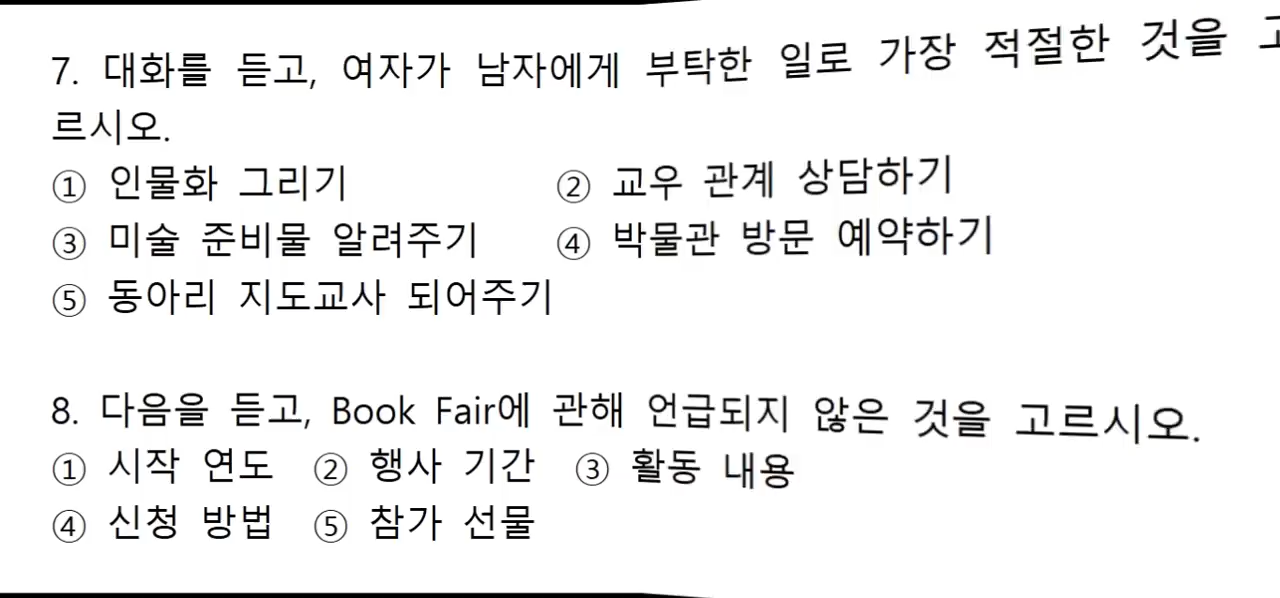 7. 대화를 듣고, 여자가 남자에게 부탁한 일로 가장 적절한 것을 고
르시오.
① 인물화 그리기 ② 교우 관계 상담하기
③ 미술 준비물 알려주기 ④ 박물관 방문 예약하기
⑤ 동아리 지도교사 되어주기
8. 다음을 듣고, Book Fair에 관해 언급되지 않은 것을 고르시오.
① 시작 연도 ② 행사 기간 ③ 활동 내용
④ 신청 방법 ⑤ 참가 선물